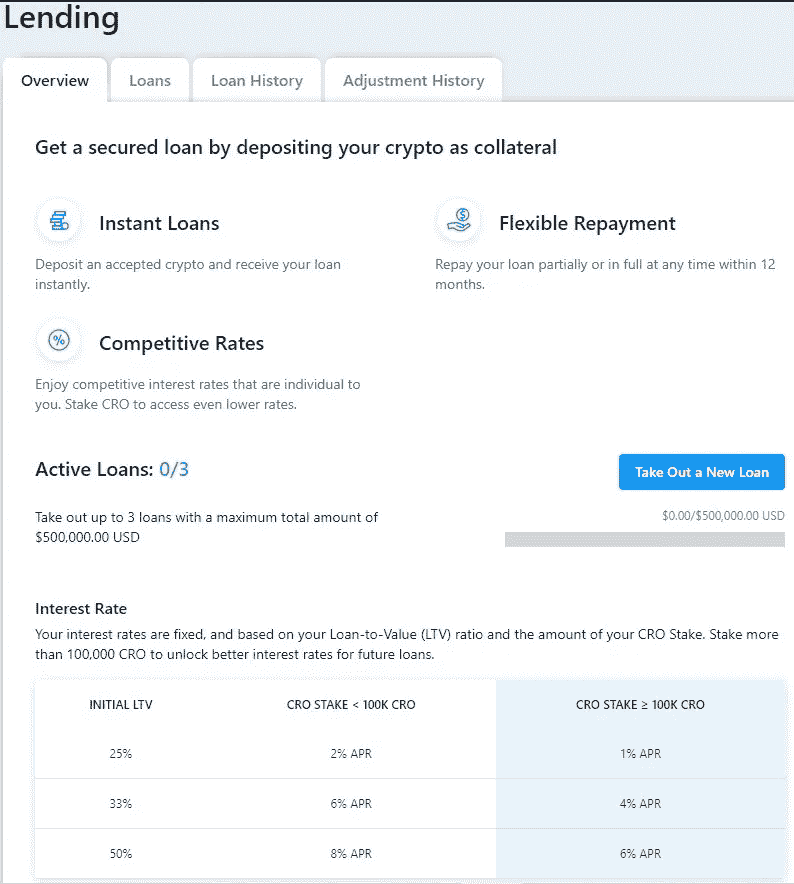 Lending
Overview
Loans
Loan History
Adjustment History
Get a secured loan by depositing your crypto as collateral
Instant Loans
Deposit an accepted crypto and receive your loan
instantly.
Flexible Repayment
Repay your loan partially or in full at any time within 12
months.
%
Competitive Rates
Enjoy competitive interest rates that are individual to
you. Stake CRO to access even lower rates.
Active Loans: 0/3
Take Out a New Loan
Take out up to 3 loans with a maximum total amount of
$500,000.00 USD
$0.00/$500,000.00 USD
Interest Rate
Your interest rates are fixed, and based on your Loan-to-Value (LTV) ratio and the amount of your CRO Stake. Stake more
than 100,000 CRO to unlock better interest rates for future loans.
INITIAL LTV CRO STAKE < 100K CRO CRO STAKE ≥ 100K CRO
25% 2% APR 1% APR
33% 6% APR 4% APR
50% 8% APR 6% APR